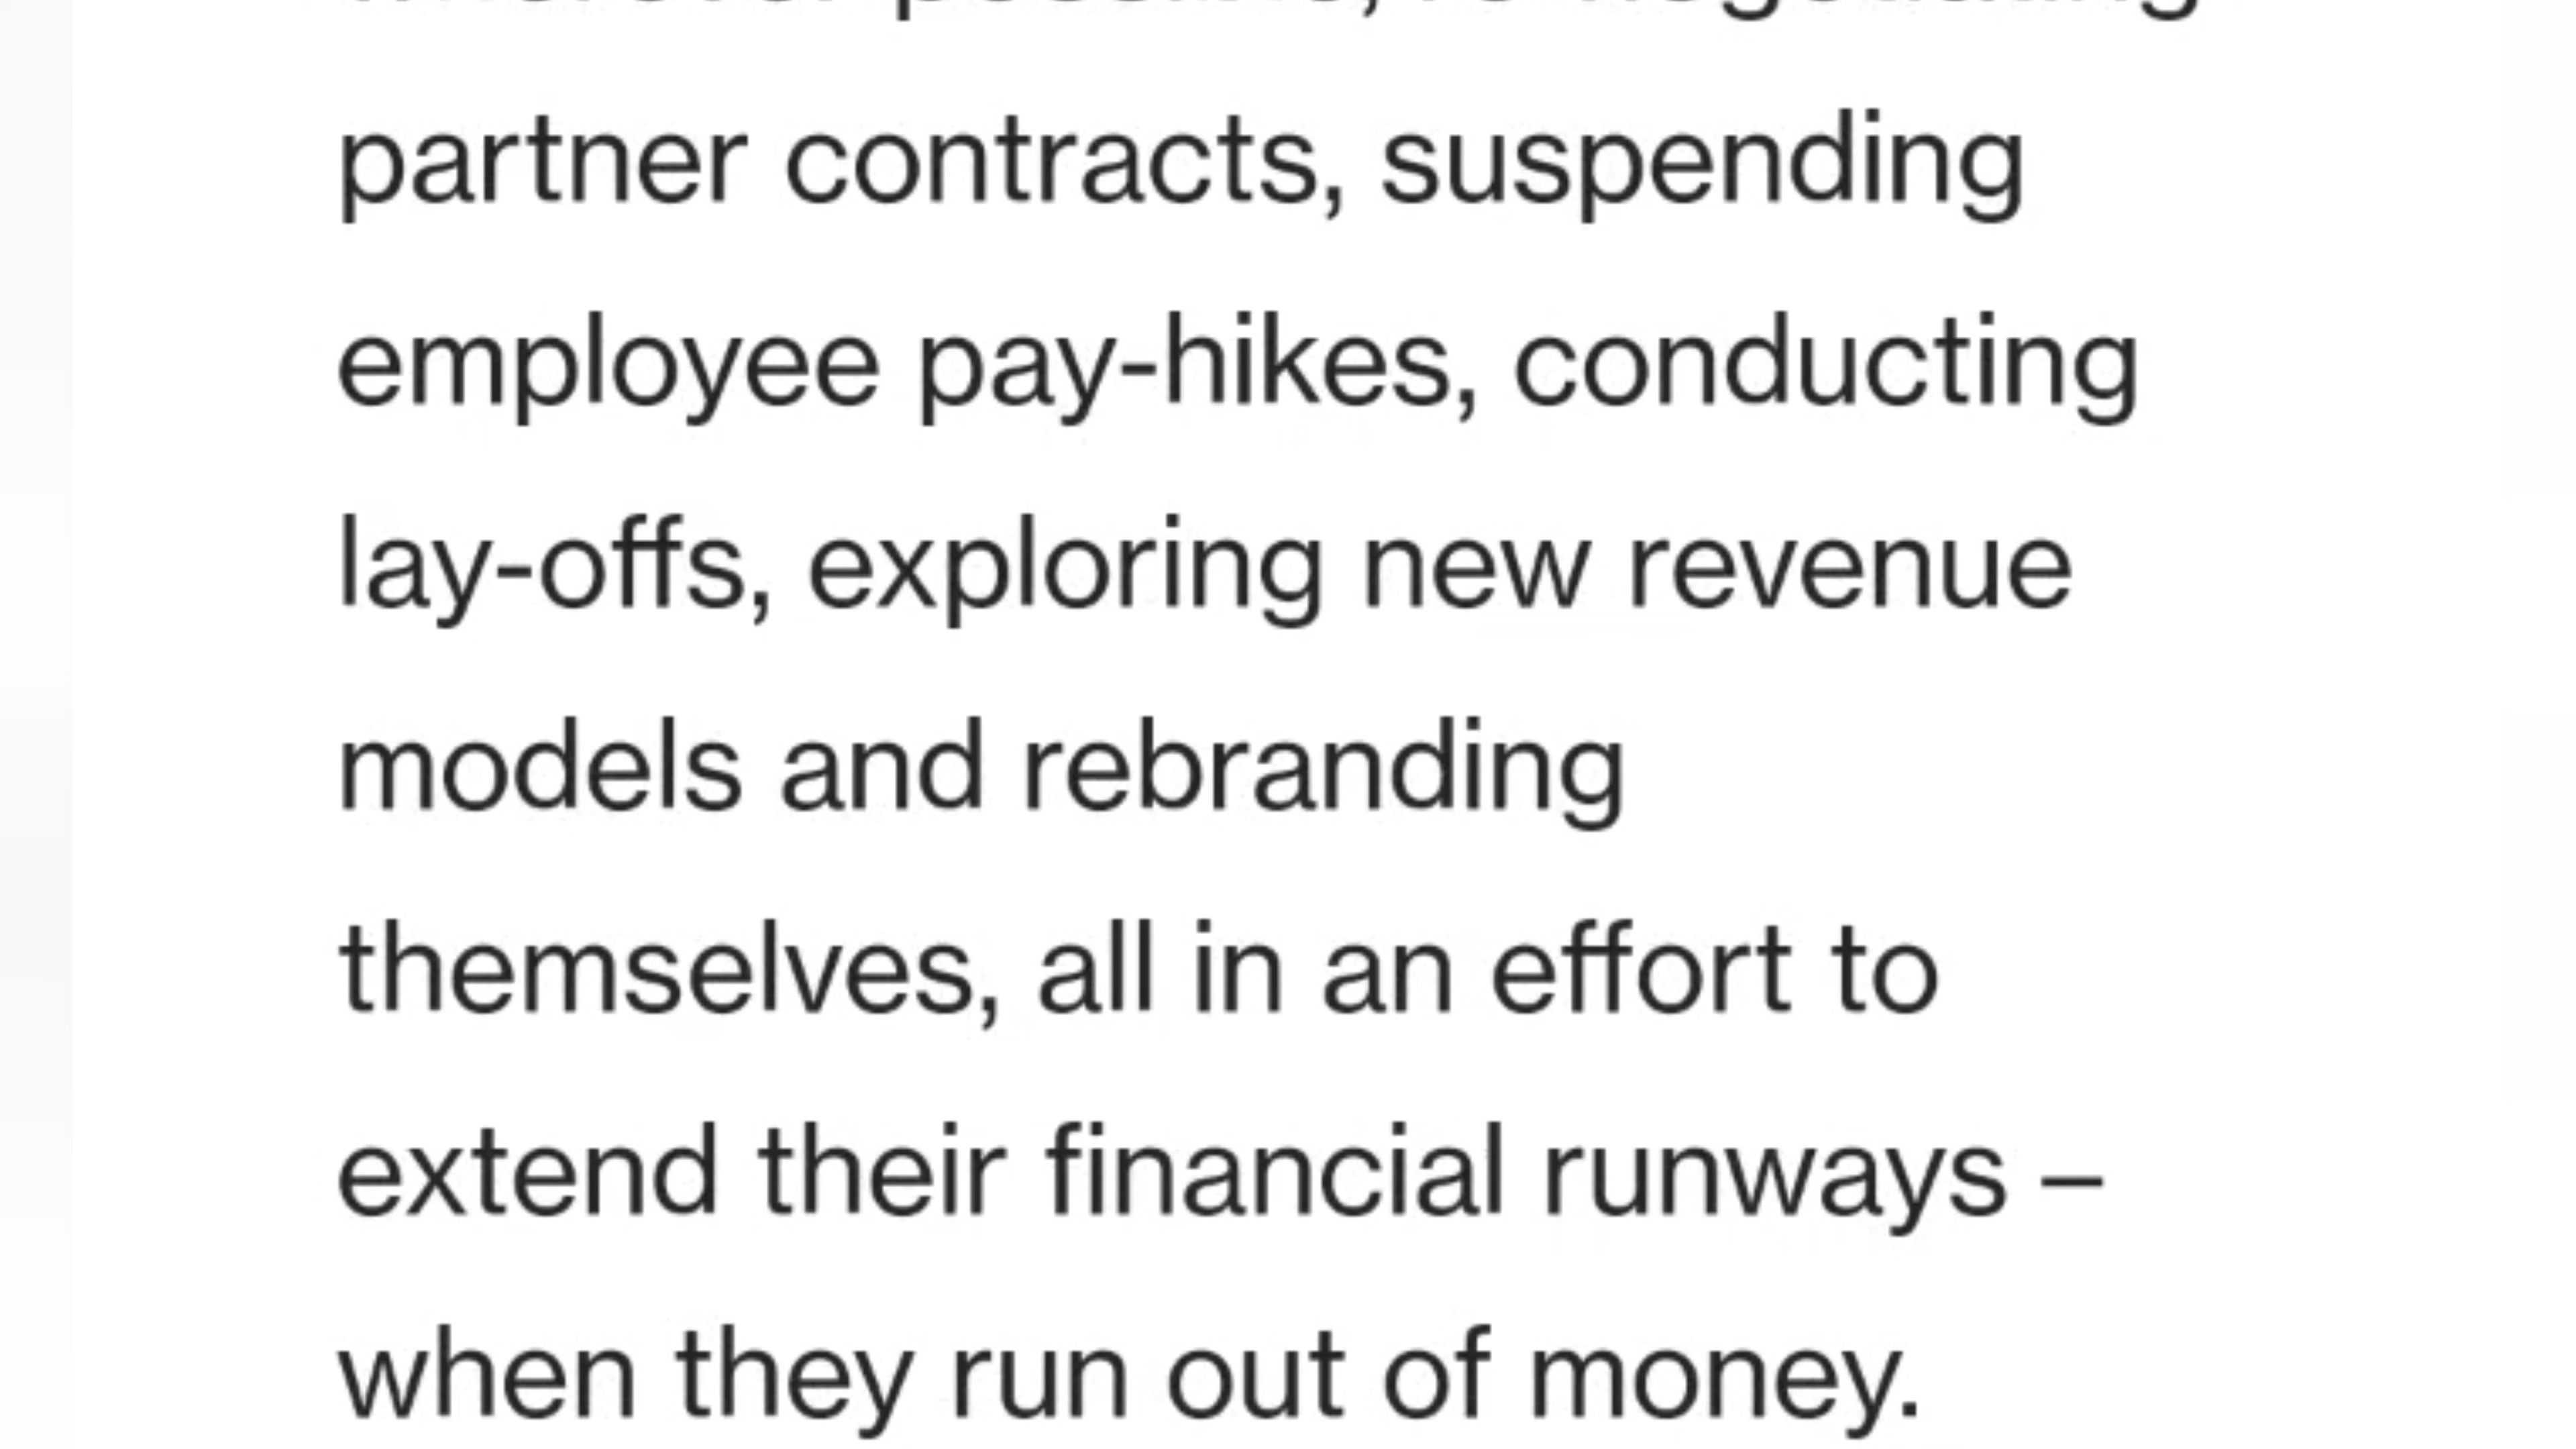 partner contracts, suspending
employee pay-hikes, conducting
lay-offs, exploring new revenue
models and rebranding
themselves, all in an effort to
extend their financial runways –
when they run out of money.